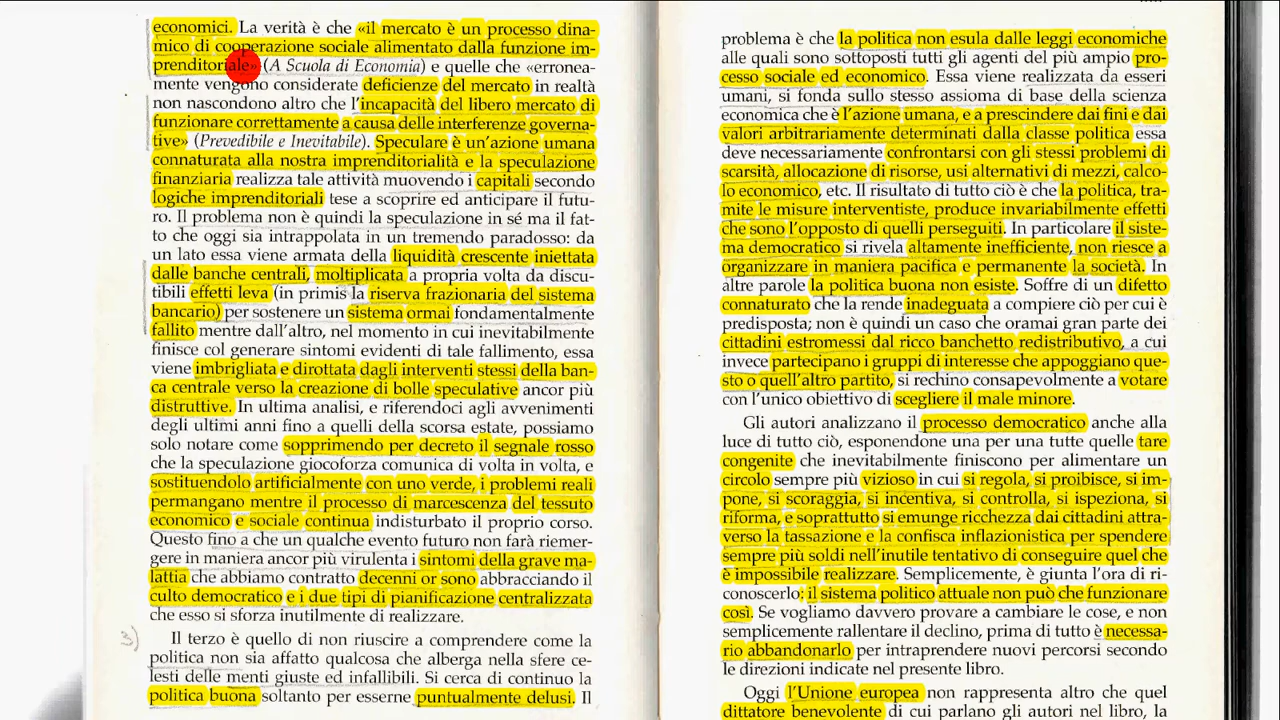 economici. La verità è che «il mercato è un processo dina-
mico di cooperazione sociale alimentato dalla funzione im-
prenditoriale» (A Scuola di Economia) e quelle che «erronea-
mente vengono considerate deficienze del mercato in realtà
non nascondono altro che l'incapacità del libero mercato di
funzionare correttamente a causa delle interferenze governa-
tive» (Prevedibile e Inevitabile). Speculare è un'azione umana
connaturata alla nostra imprenditorialità e la speculazione
finanziaria realizza tale attività muovendo i capitali secondo
logiche imprenditoriali tese a scoprire ed anticipare il futu-
ro. Il problema non è quindi la speculazione in sé ma il fat-
to che oggi sia intrappolata in un tremendo paradosso: da
un lato essa viene armata della liquidità crescente iniettata
dalle banche centrali, moltiplicata a propria volta da discu-
tibili effetti leva (in primis la riserva frazionaria del sistema
bancario) per sostenere un sistema ormai fondamentalmente
fallito mentre dall'altro, nel momento in cui inevitabilmente
finisce col generare sintomi evidenti di tale fallimento, essa
viene imbrigliata e dirottata dagli interventi stessi della ban-
ca centrale verso la creazione di bolle speculative ancor più
distruttive. In ultima analisi, e riferendoci agli avvenimenti
degli ultimi anni fino a quelli della scorsa estate, possiamo
solo notare come sopprimendo per decreto il segnale rosso
che la speculazione giocoforza comunica di volta in volta, e
sostituendolo artificialmente con uno verde, i problemi reali
permangano mentre il processo di marcescenza del tessuto
economico e sociale continua indisturbato il proprio corso.
Questo fino a che un qualche evento futuro non farà riemer-
gere in maniera ancor più virulenta i sintomi della grave ma-
lattia che abbiamo contratto decenni or sono abbracciando il
culto democratico e i due tipi di pianificazione centralizzata
che esso si sforza inutilmente di realizzare.
3)
Il terzo è quello di non riuscire a comprendere come la
politica non sia affatto qualcosa che alberga nella sfere ce-
lesti delle menti giuste ed infallibili. Si cerca di continuo la
politica buona soltanto per esserne puntualmente delusi. Il
problema è che la politica non esula dalle leggi economiche
alle quali sono sottoposti tutti gli agenti del più ampio pro-
cesso sociale ed economico. Essa viene realizzata da esseri
umani, si fonda sullo stesso assioma di base della scienza
economica che è l'azione umana, e a prescindere dai fini e dai
valori arbitrariamente determinati dalla classe politica essa
deve necessariamente confrontarsi con gli stessi problemi di
scarsità, allocazione di risorse, usi alternativi di mezzi, calco-
lo economico, etc. Il risultato di tutto ciò è che la politica, tra-
mite le misure interventiste, produce invariabilmente effetti
che sono l'opposto di quelli perseguiti. In particolare il siste-
ma democratico si rivela altamente inefficiente, non riesce a
organizzare in maniera pacifica e permanente la società. In
altre parole la politica buona non esiste. Soffre di un difetto
connaturato che la rende inadeguata a compiere ciò per cui è
predisposta; non è quindi un caso che oramai gran parte dei
cittadini estromessi dal ricco banchetto redistributivo, a cui
invece partecipano i gruppi di interesse che appoggiano que-
sto o quell'altro partito, si rechino consapevolmente a votare
con l'unico obiettivo di scegliere il male minore.
Gli autori analizzano il processo democratico anche alla
luce di tutto ciò, esponendone una per una tutte quelle tare
congenite che inevitabilmente finiscono per alimentare un
circolo sempre più vizioso in cui si regola, si proibisce, si im-
pone, si scoraggia, si incentiva, si controlla, si ispeziona, si
riforma, e soprattutto si emunge ricchezza dai cittadini attra-
verso la tassazione e la confisca inflazionistica per spendere
sempre più soldi nell'inutile tentativo di conseguire quel che
è impossibile realizzare. Semplicemente, è giunta l'ora di ri-
conoscerlo: il sistema politico attuale non può che funzionare
così. Se vogliamo davvero provare a cambiare le cose, e non
semplicemente rallentare il declino, prima di tutto è necessa-
rio abbandonarlo per intraprendere nuovi percorsi secondo
le direzioni indicate nel presente libro.
Oggi l'Unione europea non rappresenta altro che quel
dittatore benevolente di cui parlano gli autori nel libro, la